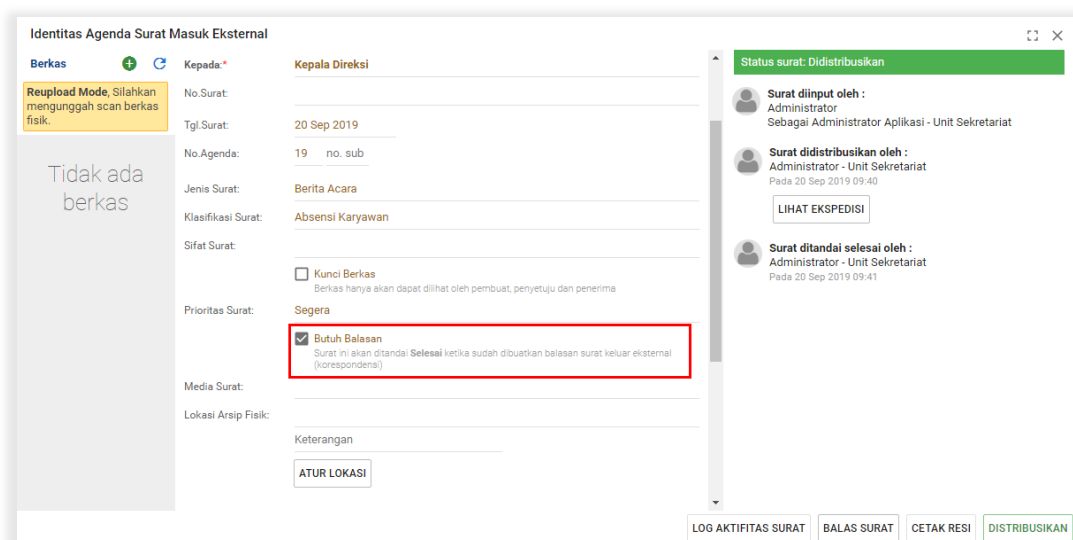 Identitas Agenda Surat Masuk Eksternal
Berkas
Reupload Mode, Silahkan
mengunggah scan berkas
fisik.
Tidak ada
berkas
Kepada:* Kepala Direksi
No.Surat:
Tgl.Surat: 20 Sep 2019
No.Agenda: 19 no. sub
Jenis Surat: Berita Acara
Klasifikasi Surat: Absensi Karyawan
Sifat Surat:
Kunci Berkas
Berkas hanya akan dapat dilihat oleh pembuat, penyetuju dan penerima
Prioritas Surat: Segera
Butuh Balasan
Surat ini akan ditandai Selesai ketika sudah dibuatkan balasan surat keluar eksternal
(korespondensi)
Media Surat:
Lokasi Arsip Fisik:
Keterangan
ATUR LOKASI
Status surat: Didistribusikan
Surat diinput oleh :
Administrator
Sebagai Administrator Aplikasi - Unit Sekretariat
Surat didistribusikan oleh :
Administrator - Unit Sekretariat
Pada 20 Sep 2019 09:40
LIHAT EKSPEDISI
Surat ditandai selesai oleh :
Administrator - Unit Sekretariat
Pada 20 Sep 2019 09:41
LOG AKTIFITAS SURAT BALAS SURAT CETAK RESI DISTRIBUSIKAN